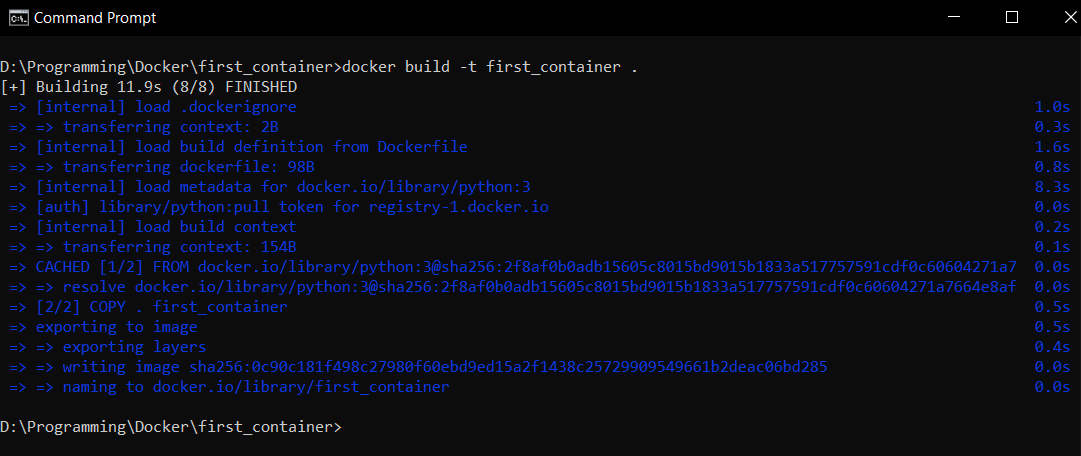 Command Prompt
D:\Programming\Docker\first_container>docker build -t first_container .
[+] Building 11.9s (8/8) FINISHED
=> [internal] load .dockerignore 1.0s
=> => transferring context: 2B 0.3s
=> [internal] load build definition from Dockerfile 1.6s
=> => transferring dockerfile: 98B 0.8s
=> [internal] load metadata for docker.io/library/python:3 8.3s
=> [auth] library/python:pull token for registry-1.docker.io 0.0s
=> [internal] load build context 0.2s
=> => transferring context: 154B 0.1s
=> CACHED [1/2] FROM docker.io/library/python:3@sha256:2f8af0b0adb15605c8015bd9015b1833a517757591cdf0c60604271a7 0.0s
=> => resolve docker.io/library/python:3@sha256:2f8af0b0adb15605c8015bd9015b1833a517757591cdf0c60604271a7664e8af 0.0s
=> [2/2] COPY . first_container 0.5s
=> exporting to image 0.5s
=> => exporting layers 0.4s
=> => writing image sha256:0c90c181f498c27980f60ebd9ed15a2f1438c25729909549661b2deac06bd285 0.0s
=> => naming to docker.io/library/first_container 0.0s
D:\Programming\Docker\first_container>